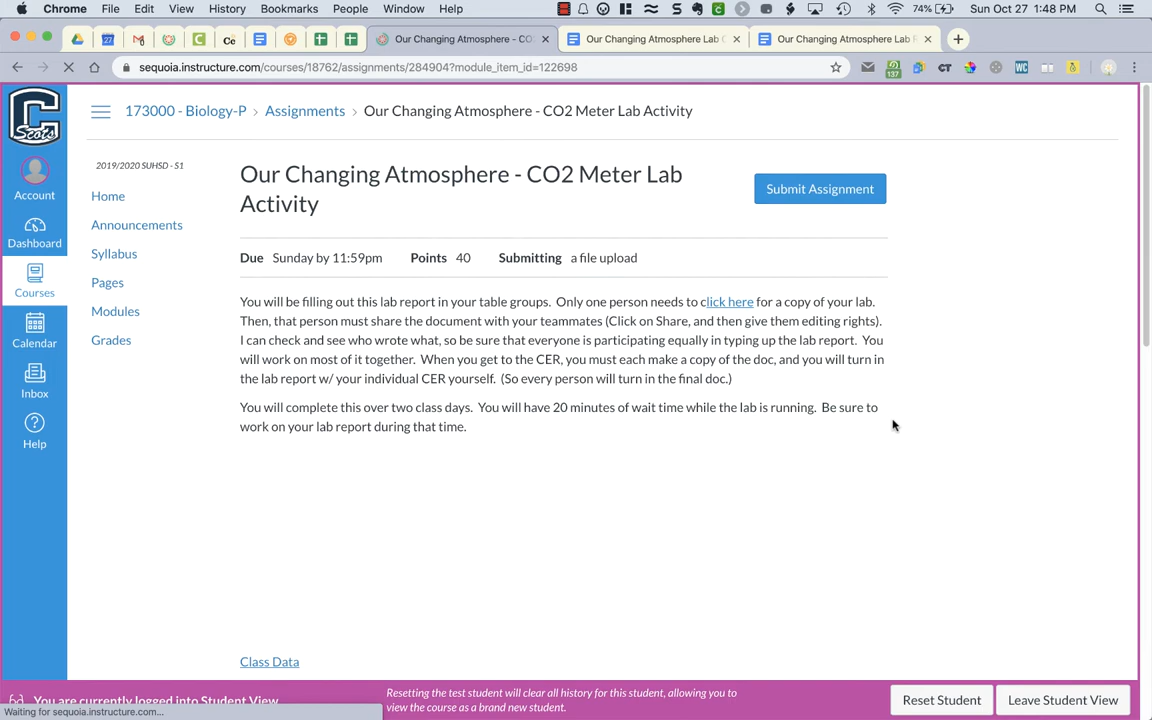 Chrome File Edit View History Bookmarks People Window Help 74% Sun Oct 27 1:48 PM
Our Changing Atmosphere - CO Our Changing Atmosphere Lab Our Changing Atmosphere Lab
sequoia.instructure.com/courses/18762/assignments/284904?module_item_id=122698
173000 - Biology-P › Assignments › Our Changing Atmosphere - CO2 Meter Lab Activity
Scots
Account
Dashboard
Courses
Calendar
Inbox
Help
2019/2020 SUHSD - S1
Home
Announcements
Syllabus
Pages
Modules
Grades
Our Changing Atmosphere - CO2 Meter Lab
Activity
Submit Assignment
Due Sunday by 11:59pm Points 40 Submitting a file upload
You will be filling out this lab report in your table groups. Only one person needs to click here for a copy of your lab.
Then, that person must share the document with your teammates (Click on Share, and then give them editing rights).
I can check and see who wrote what, so be sure that everyone is participating equally in typing up the lab report. You
will work on most of it together. When you get to the CER, you must each make a copy of the doc, and you will turn in
the lab report w/ your individual CER yourself. (So every person will turn in the final doc.)
You will complete this over two class days. You will have 20 minutes of wait time while the lab is running. Be sure to
work on your lab report during that time.
Class Data
You are currently logged into Student View
Resetting the test student will clear all history for this student, allowing you to
view the course as a brand new student.
Reset Student
Leave Student View
Waiting for sequoia.instructure.com...